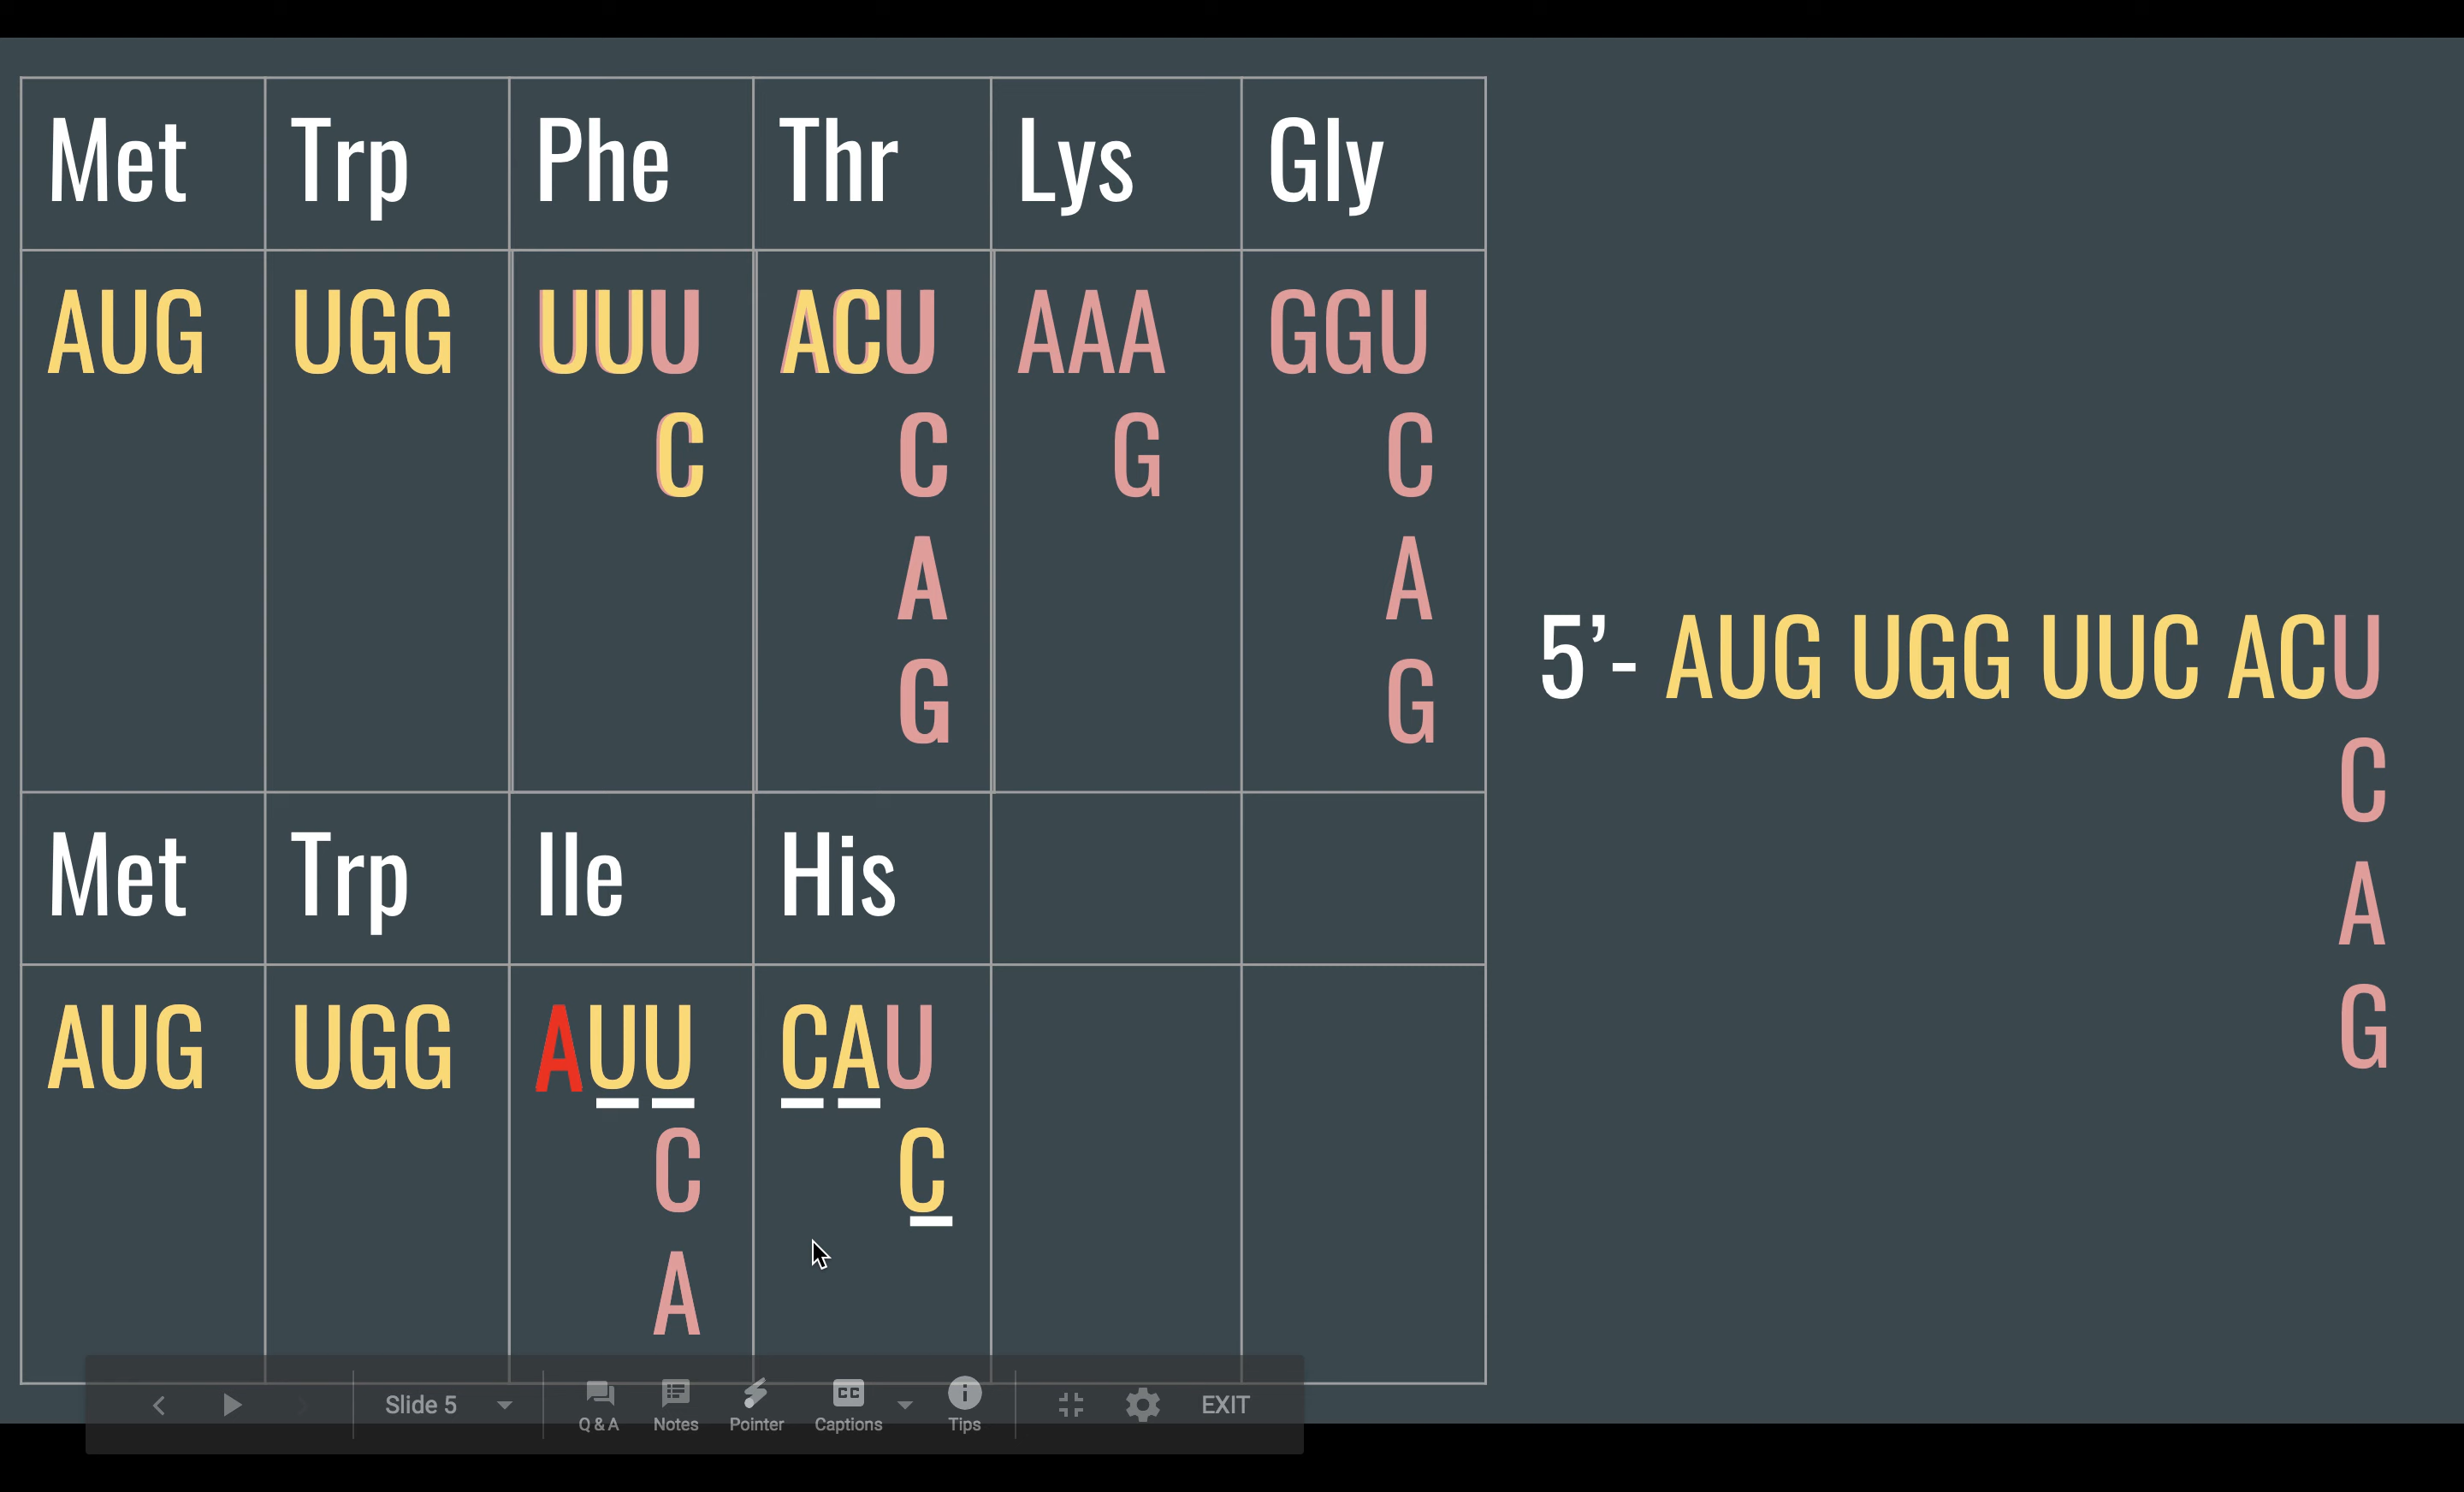 Met Trp Phe Thr Lys Gly
AUG UGG UUU ACU AAA GGU
C C G C
A A
G G
5’- AUG UGG UUC ACU
C
A
G
Met Trp Ile His
AUG UGG AUU CAU
C C
A
Slide 5
Q & A Notes Pointer CC Captions i Tips EXIT